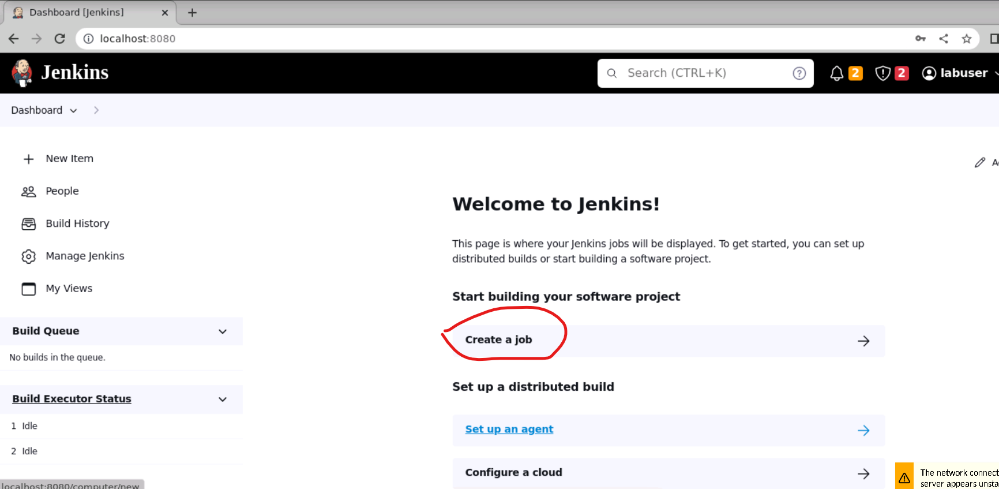 Dashboard [Jenkins]
localhost:8080
Jenkins
Search (CTRL+K)
2
2
labuser
Dashboard
New Item
People
Build History
Manage Jenkins
My Views
Build Queue
No builds in the queue.
Build Executor Status
1 Idle
2 Idle
localhost:8080/computer/new
Welcome to Jenkins!
This page is where your Jenkins jobs will be displayed. To get started, you can set up
distributed builds or start building a software project.
Start building your software project
Create a job
Set up a distributed build
Set up an agent
Configure a cloud
The network connect
server appears unsta